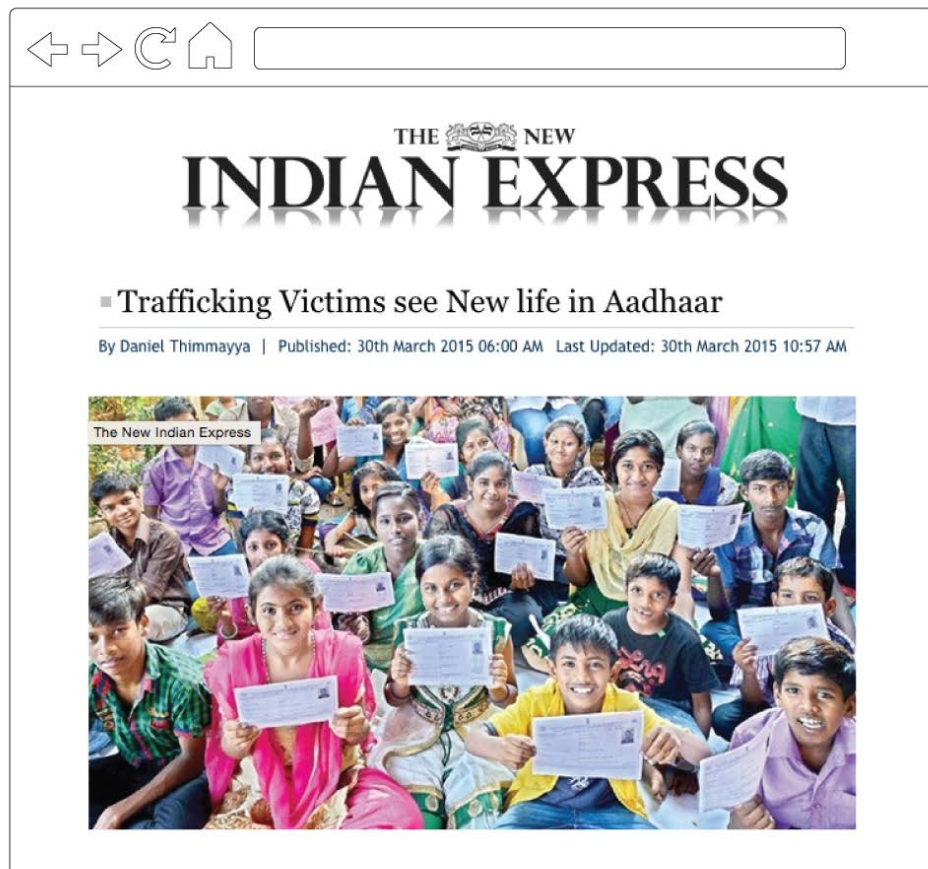 THE NEW
INDIAN EXPRESS
Trafficking Victims see New life in Aadhaar
By Daniel Thimmayya | Published: 30th March 2015 06:00 AM Last Updated: 30th March 2015 10:57 AM
The New Indian Express